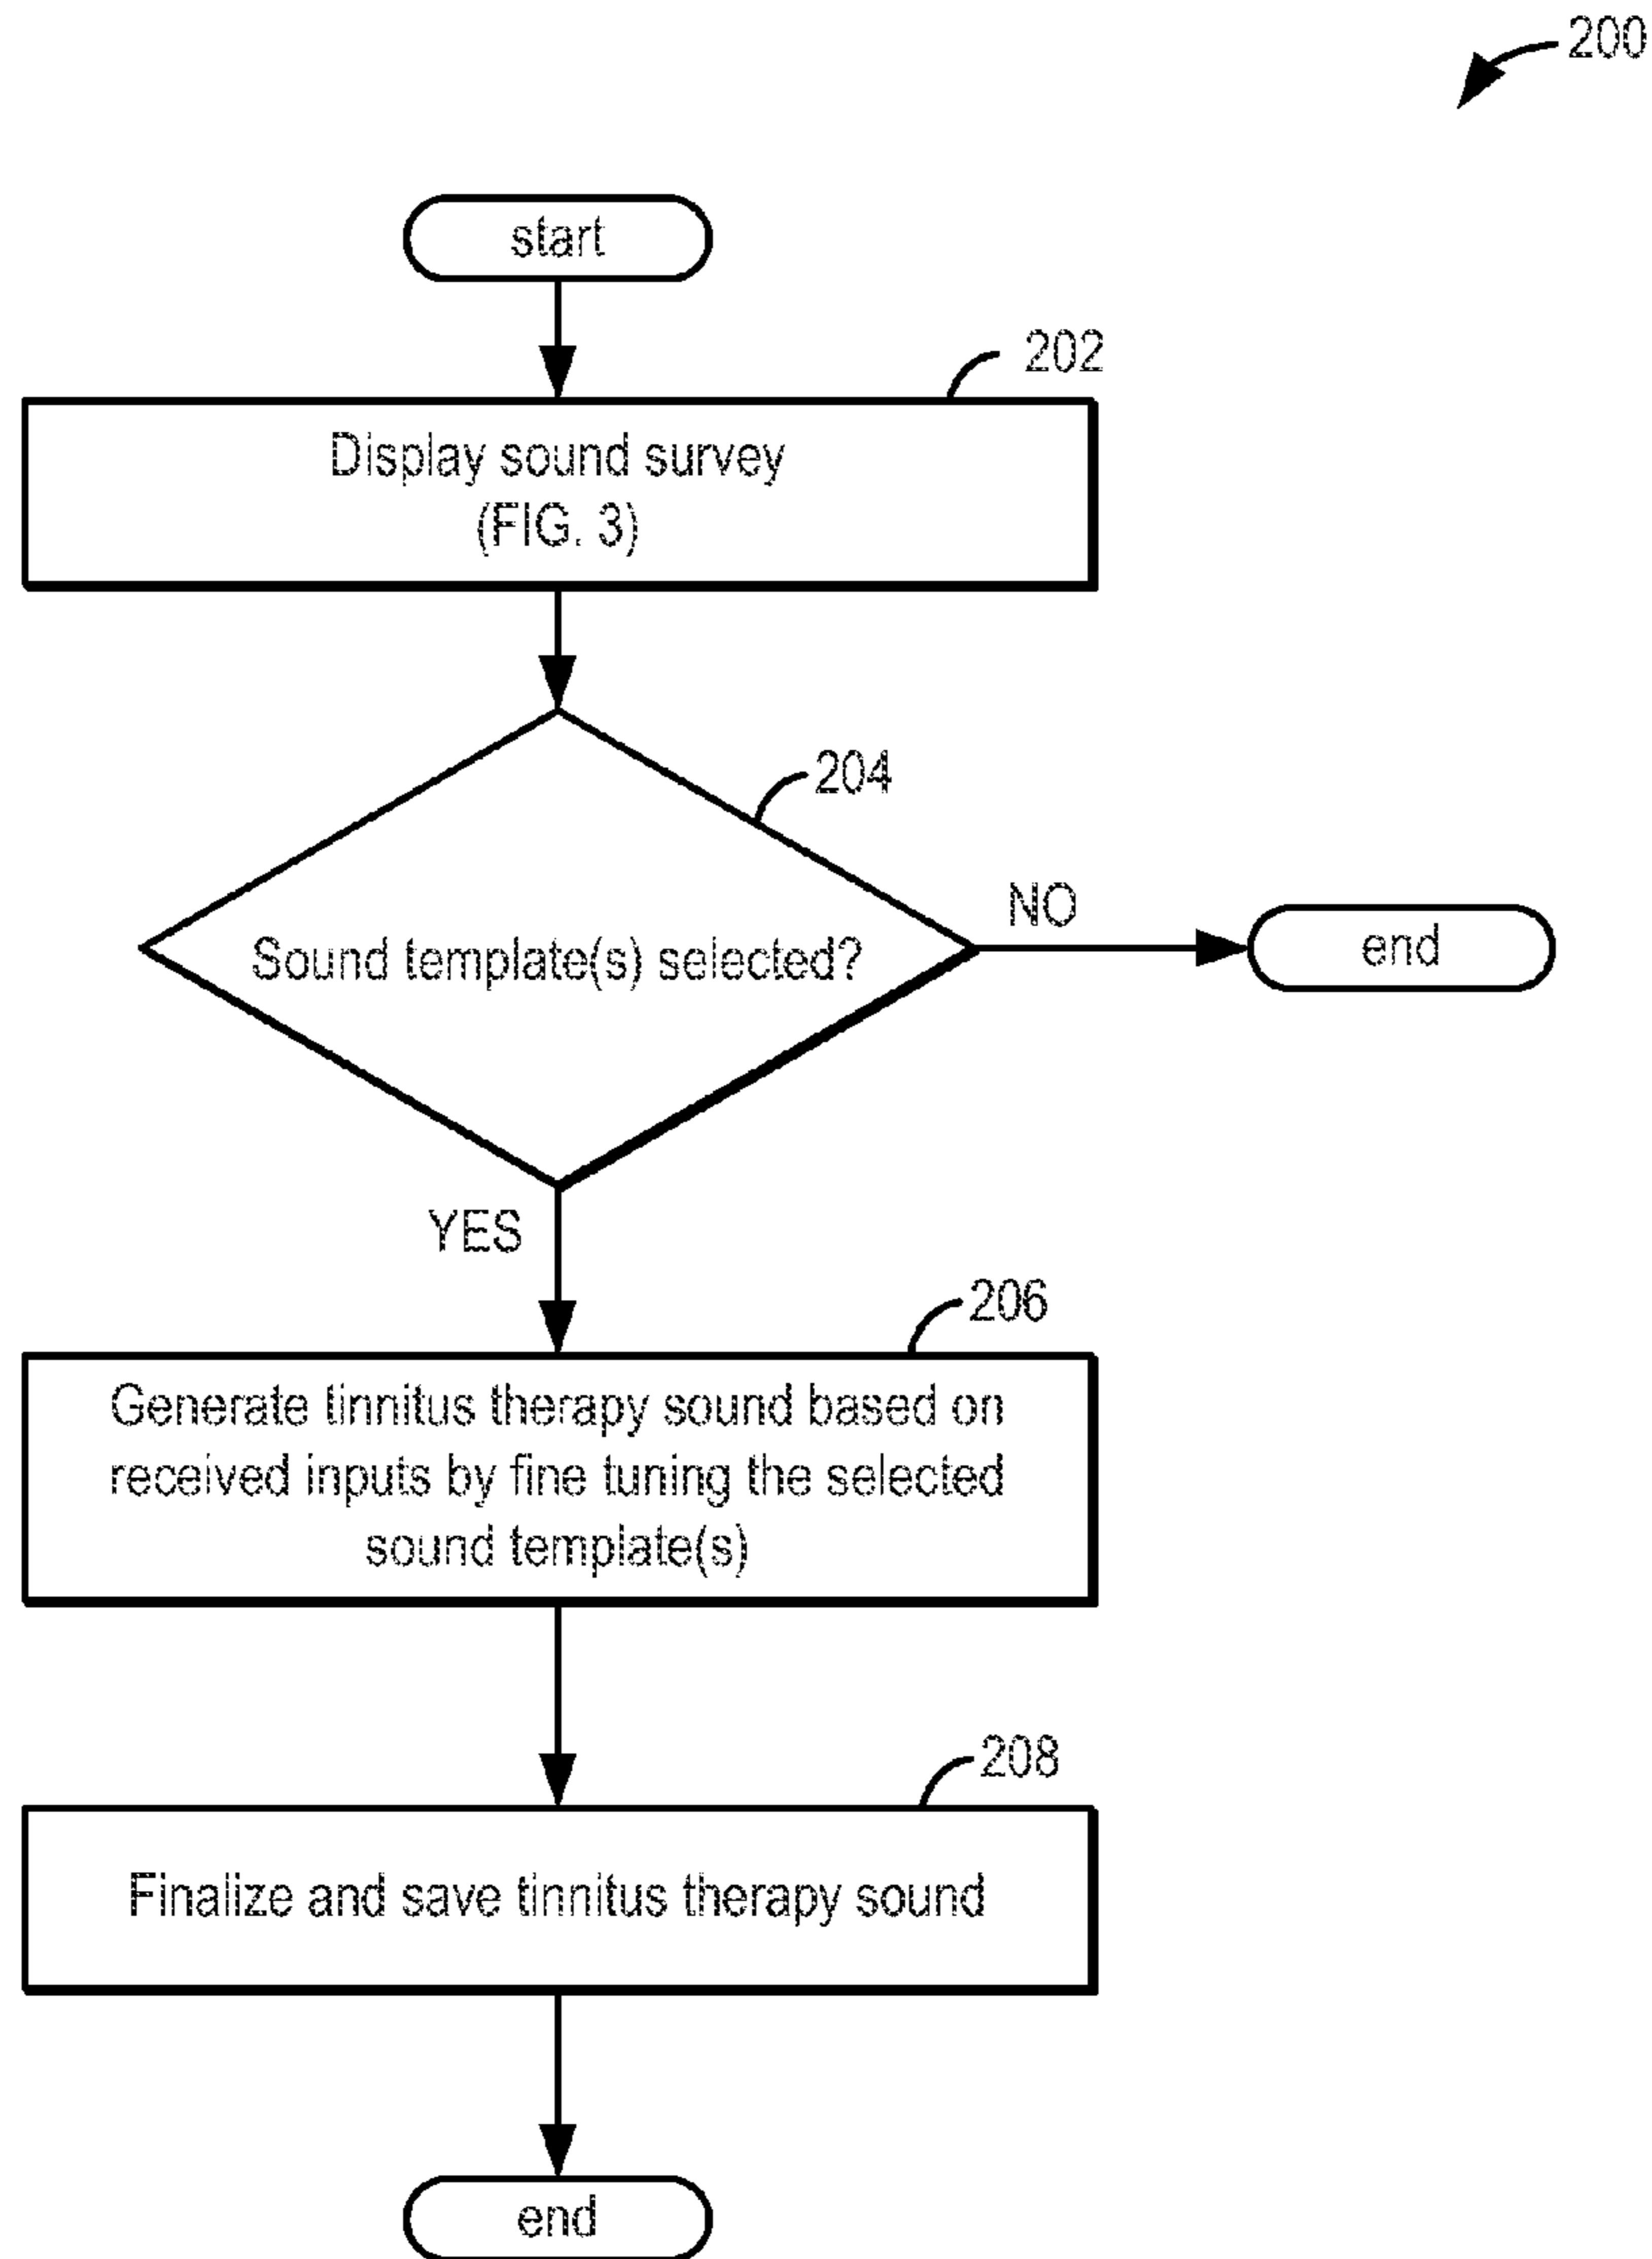 200
start
202
Display sound survey
(FIG. 3)
204
Sound template(s) selected?
NO
end
YES
206
Generate tinnitus therapy sound based on
received inputs by fine tuning the selected
sound template(s)
208
Finalize and save tinnitus therapy sound
end